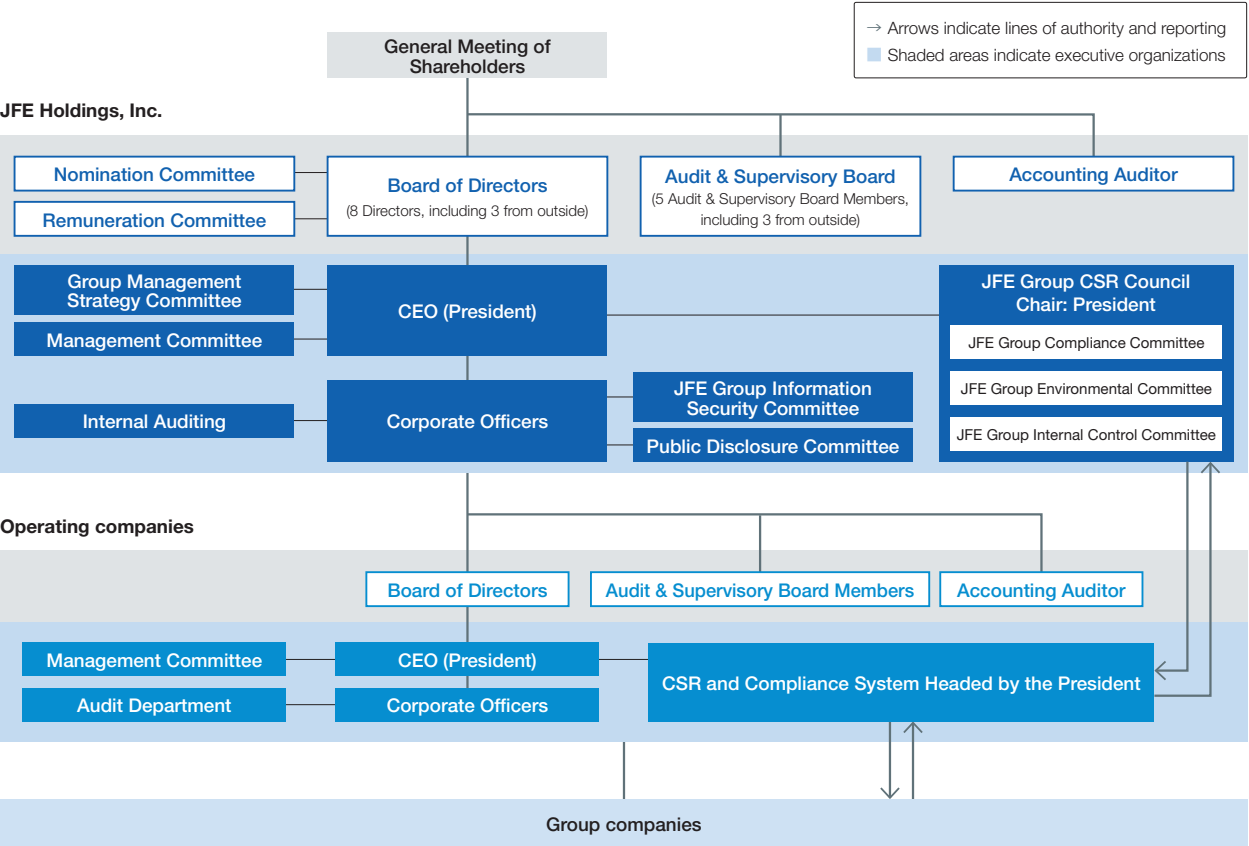 → Arrows indicate lines of authority and reporting
Shaded areas indicate executive organizations
General Meeting of
Shareholders
JFE Holdings, Inc.
Nomination Committee
Remuneration Committee
Board of Directors
(8 Directors, including 3 from outside)
Audit & Supervisory Board
(5 Audit & Supervisory Board Members,
including 3 from outside)
Accounting Auditor
Group Management
Strategy Committee
Management Committee
CEO (President)
JFE Group CSR Council
Chair: President
JFE Group Compliance Committee
JFE Group Environmental Committee
JFE Group Internal Control Committee
Internal Auditing
Corporate Officers
JFE Group Information
Security Committee
Public Disclosure Committee
Operating companies
Board of Directors
Audit & Supervisory Board Members
Accounting Auditor
Management Committee
CEO (President)
CSR and Compliance System Headed by the President
Audit Department
Corporate Officers
Group companies